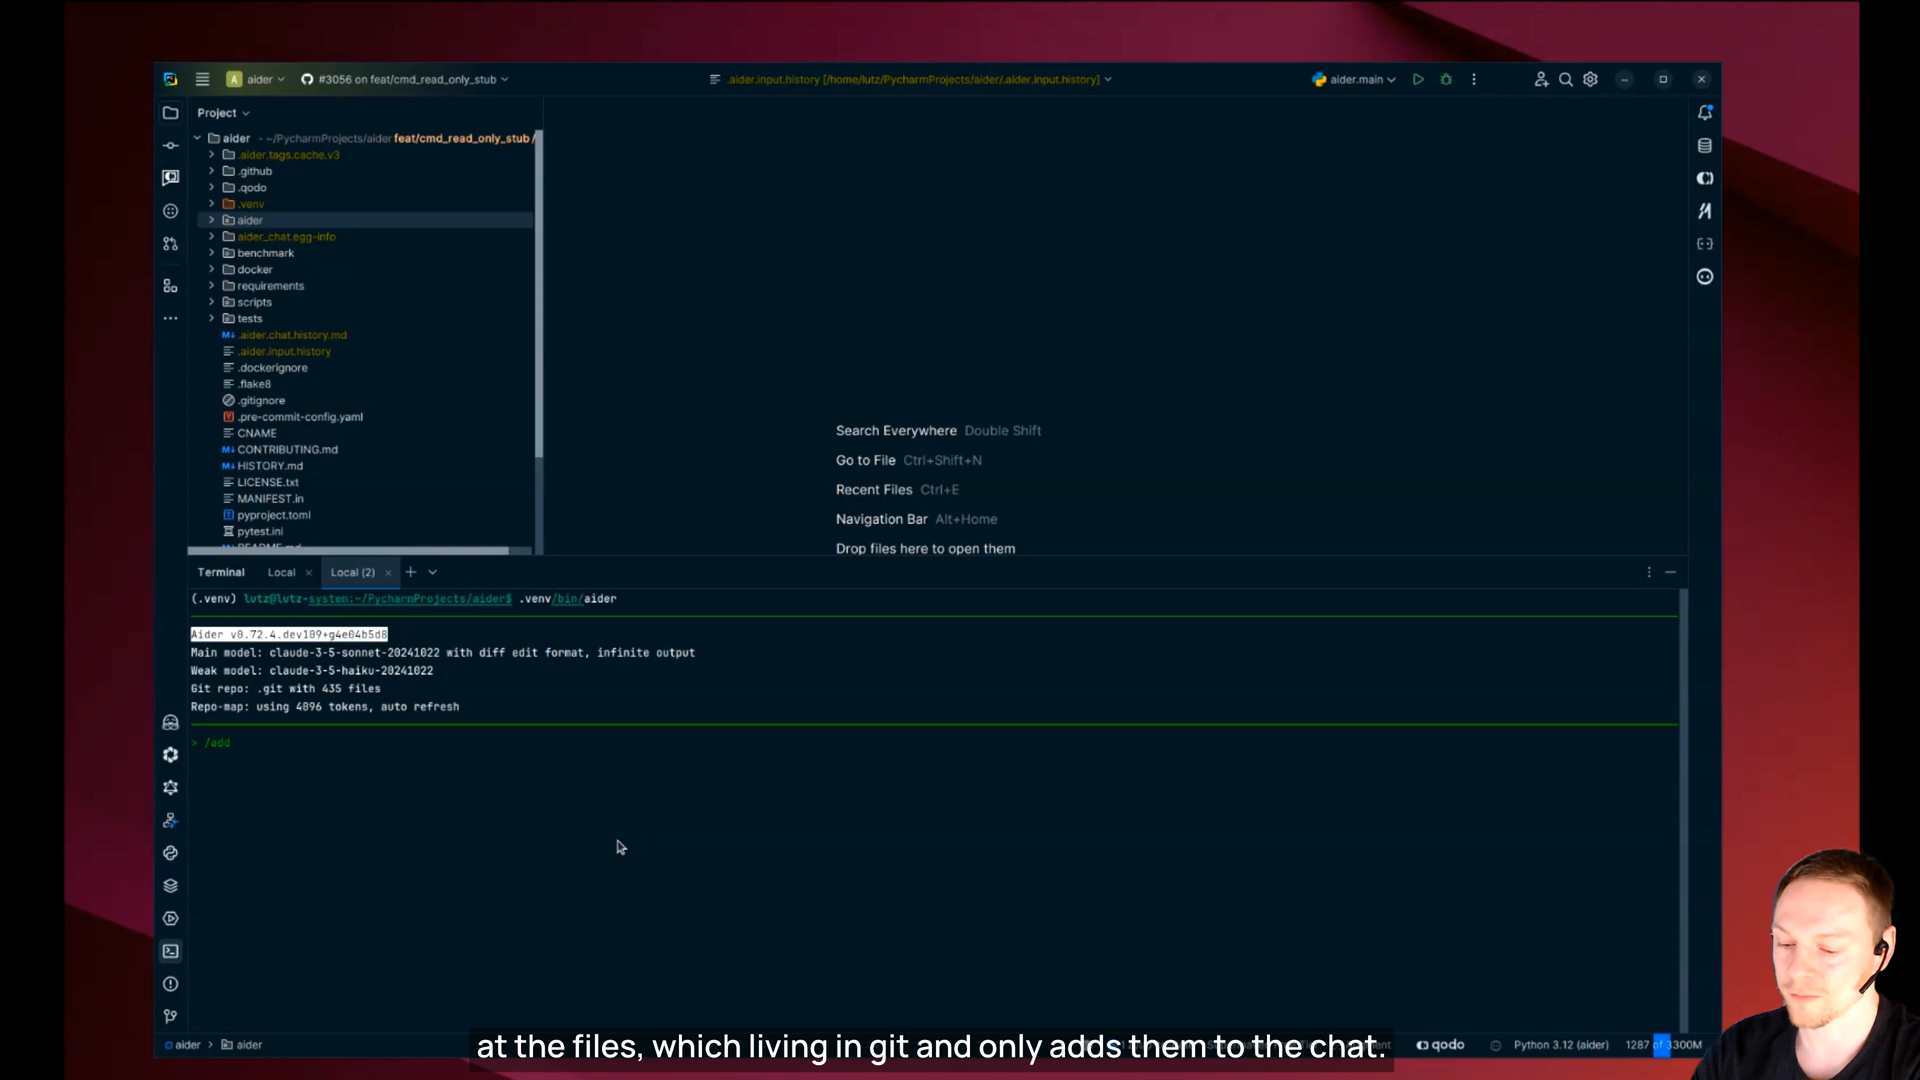 A aider #3056 on feat/cmd_read_only_stub .aider.input.history [/home/lutz/PycharmProjects/aider/.aider.input.history] aider.main
Project
aider ~/PycharmProjects/aider feat/cmd_read_only_stub /
.aider.tags.cache.v3
.github
.qodo
.venv
aider
aider_chat.egg-info
benchmark
docker
requirements
scripts
tests
M↓ .aider.chat.history.md
.aider.input.history
.dockerignore
.flake8
.gitignore
Y .pre-commit-config.yaml
CNAME
M↓ CONTRIBUTING.md
M↓ HISTORY.md
LICENSE.txt
MANIFEST.in
T pyproject.toml
pytest.ini
M↓ README.md
Search Everywhere Double Shift
Go to File Ctrl+Shift+N
Recent Files Ctrl+E
Navigation Bar Alt+Home
Drop files here to open them
Terminal Local Local (2)
(.venv) lutz@lutz-system:~/PycharmProjects/aider$ .venv/bin/aider
Aider v0.72.4.dev109+g4e04b5d8
Main model: claude-3-5-sonnet-20241022 with diff edit format, infinite output
Weak model: claude-3-5-haiku-20241022
Git repo: .git with 435 files
Repo-map: using 4096 tokens, auto refresh
> /add
at the files, which living in git and only adds them to the chat.
aider > aider qodo Python 3.12 (aider) 1287 of 3300M